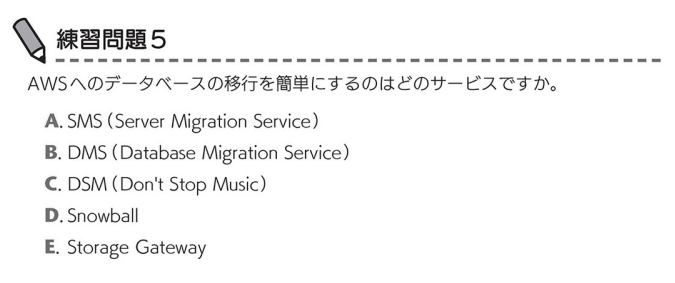 練習問題5
AWSへのデータベースの移行を簡単にするのはどのサービスですか。
A. SMS（Server Migration Service）
B. DMS（Database Migration Service）
C. DSM（Don't Stop Music）
D. Snowball
E. Storage Gateway